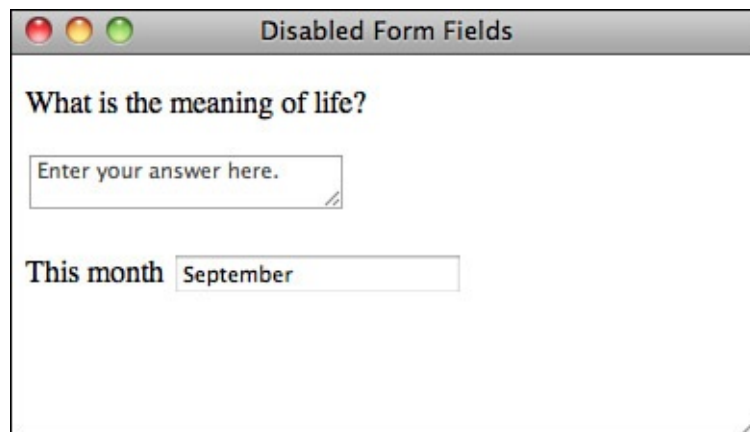 Disabled Form Fields
What is the meaning of life?
Enter your answer here.
This month September